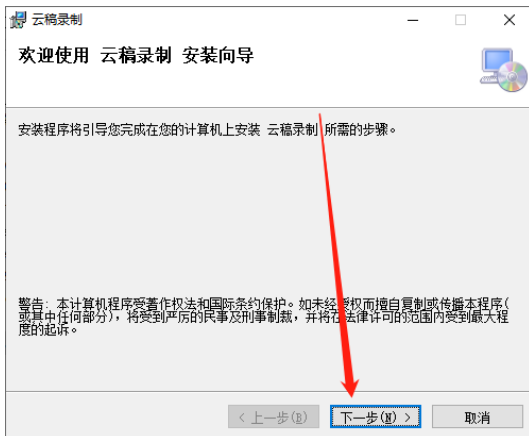 云稿录制
欢迎使用 云稿录制 安装向导
安装程序将引导您完成在您的计算机上安装 云稿录制 所需的步骤。
警告: 本计算机程序受著作权法和国际条约保护。如未经授权而擅自复制或传播本程序(
或其中任何部分)，将受到严厉的民事及刑事制裁，并将在法律许可的范围内受到最大程
度的起诉。
< 上一步(B)
下一步(N) >
取消